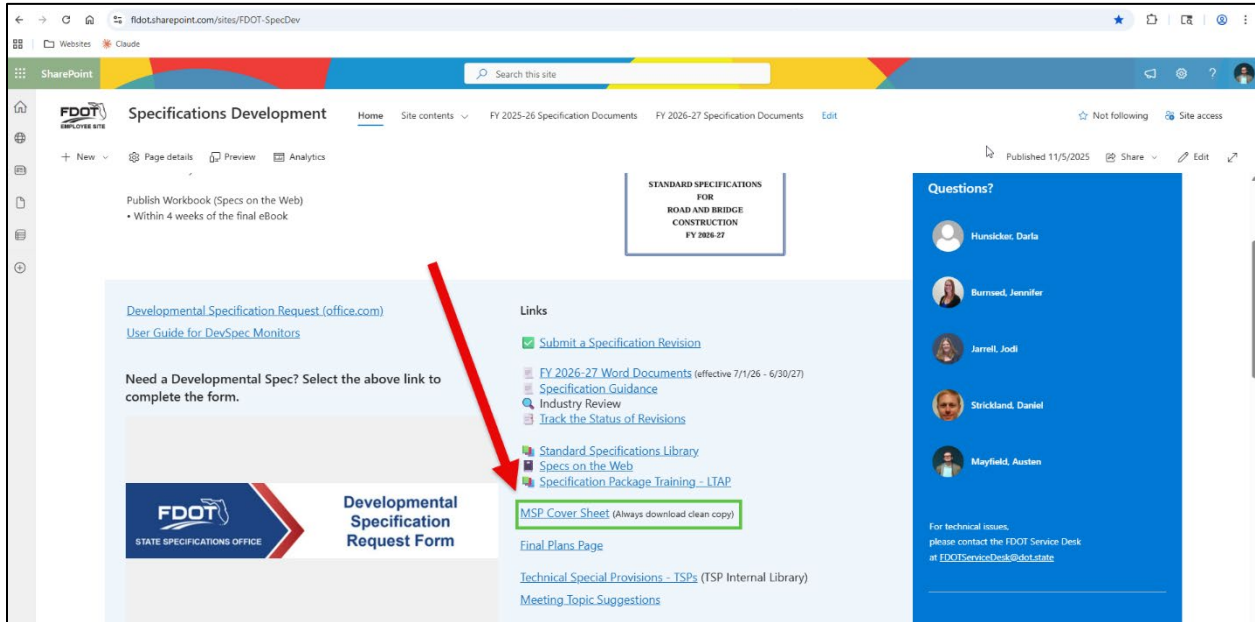 fldot.sharepoint.com/sites/FDOT-SpecDev
Websites
Claude
SharePoint
Search this site
FDOT
EMPLOYEE SITE
Specifications Development
Home
Site contents
FY 2025-26 Specification Documents
FY 2026-27 Specification Documents
Edit
Not following
Site access
+ New
Page details
Preview
Analytics
Published 11/5/2025
Share
Edit
Publish Workbook (Specs on the Web)
• Within 4 weeks of the final eBook
STANDARD SPECIFICATIONS
FOR
ROAD AND BRIDGE
CONSTRUCTION
FY 2026-27
Developmental Specification Request (office.com)
User Guide for DevSpec Monitors
Need a Developmental Spec? Select the above link to
complete the form.
FDOT
STATE SPECIFICATIONS OFFICE
Developmental
Specification
Request Form
Links
Submit a Specification Revision
FY 2026-27 Word Documents (effective 7/1/26 - 6/30/27)
Specification Guidance
Industry Review
Track the Status of Revisions
Standard Specifications Library
Specs on the Web
Specification Package Training - LTAP
MSP Cover Sheet (Always download clean copy)
Final Plans Page
Technical Special Provisions - TSPs (TSP Internal Library)
Meeting Topic Suggestions
Questions?
Hunsicker, Darla
Burnsed, Jennifer
Jarrell, Jodi
Strickland, Daniel
Mayfield, Austen
For technical issues,
please contact the FDOT Service Desk
at FDOTServiceDesk@dot.state